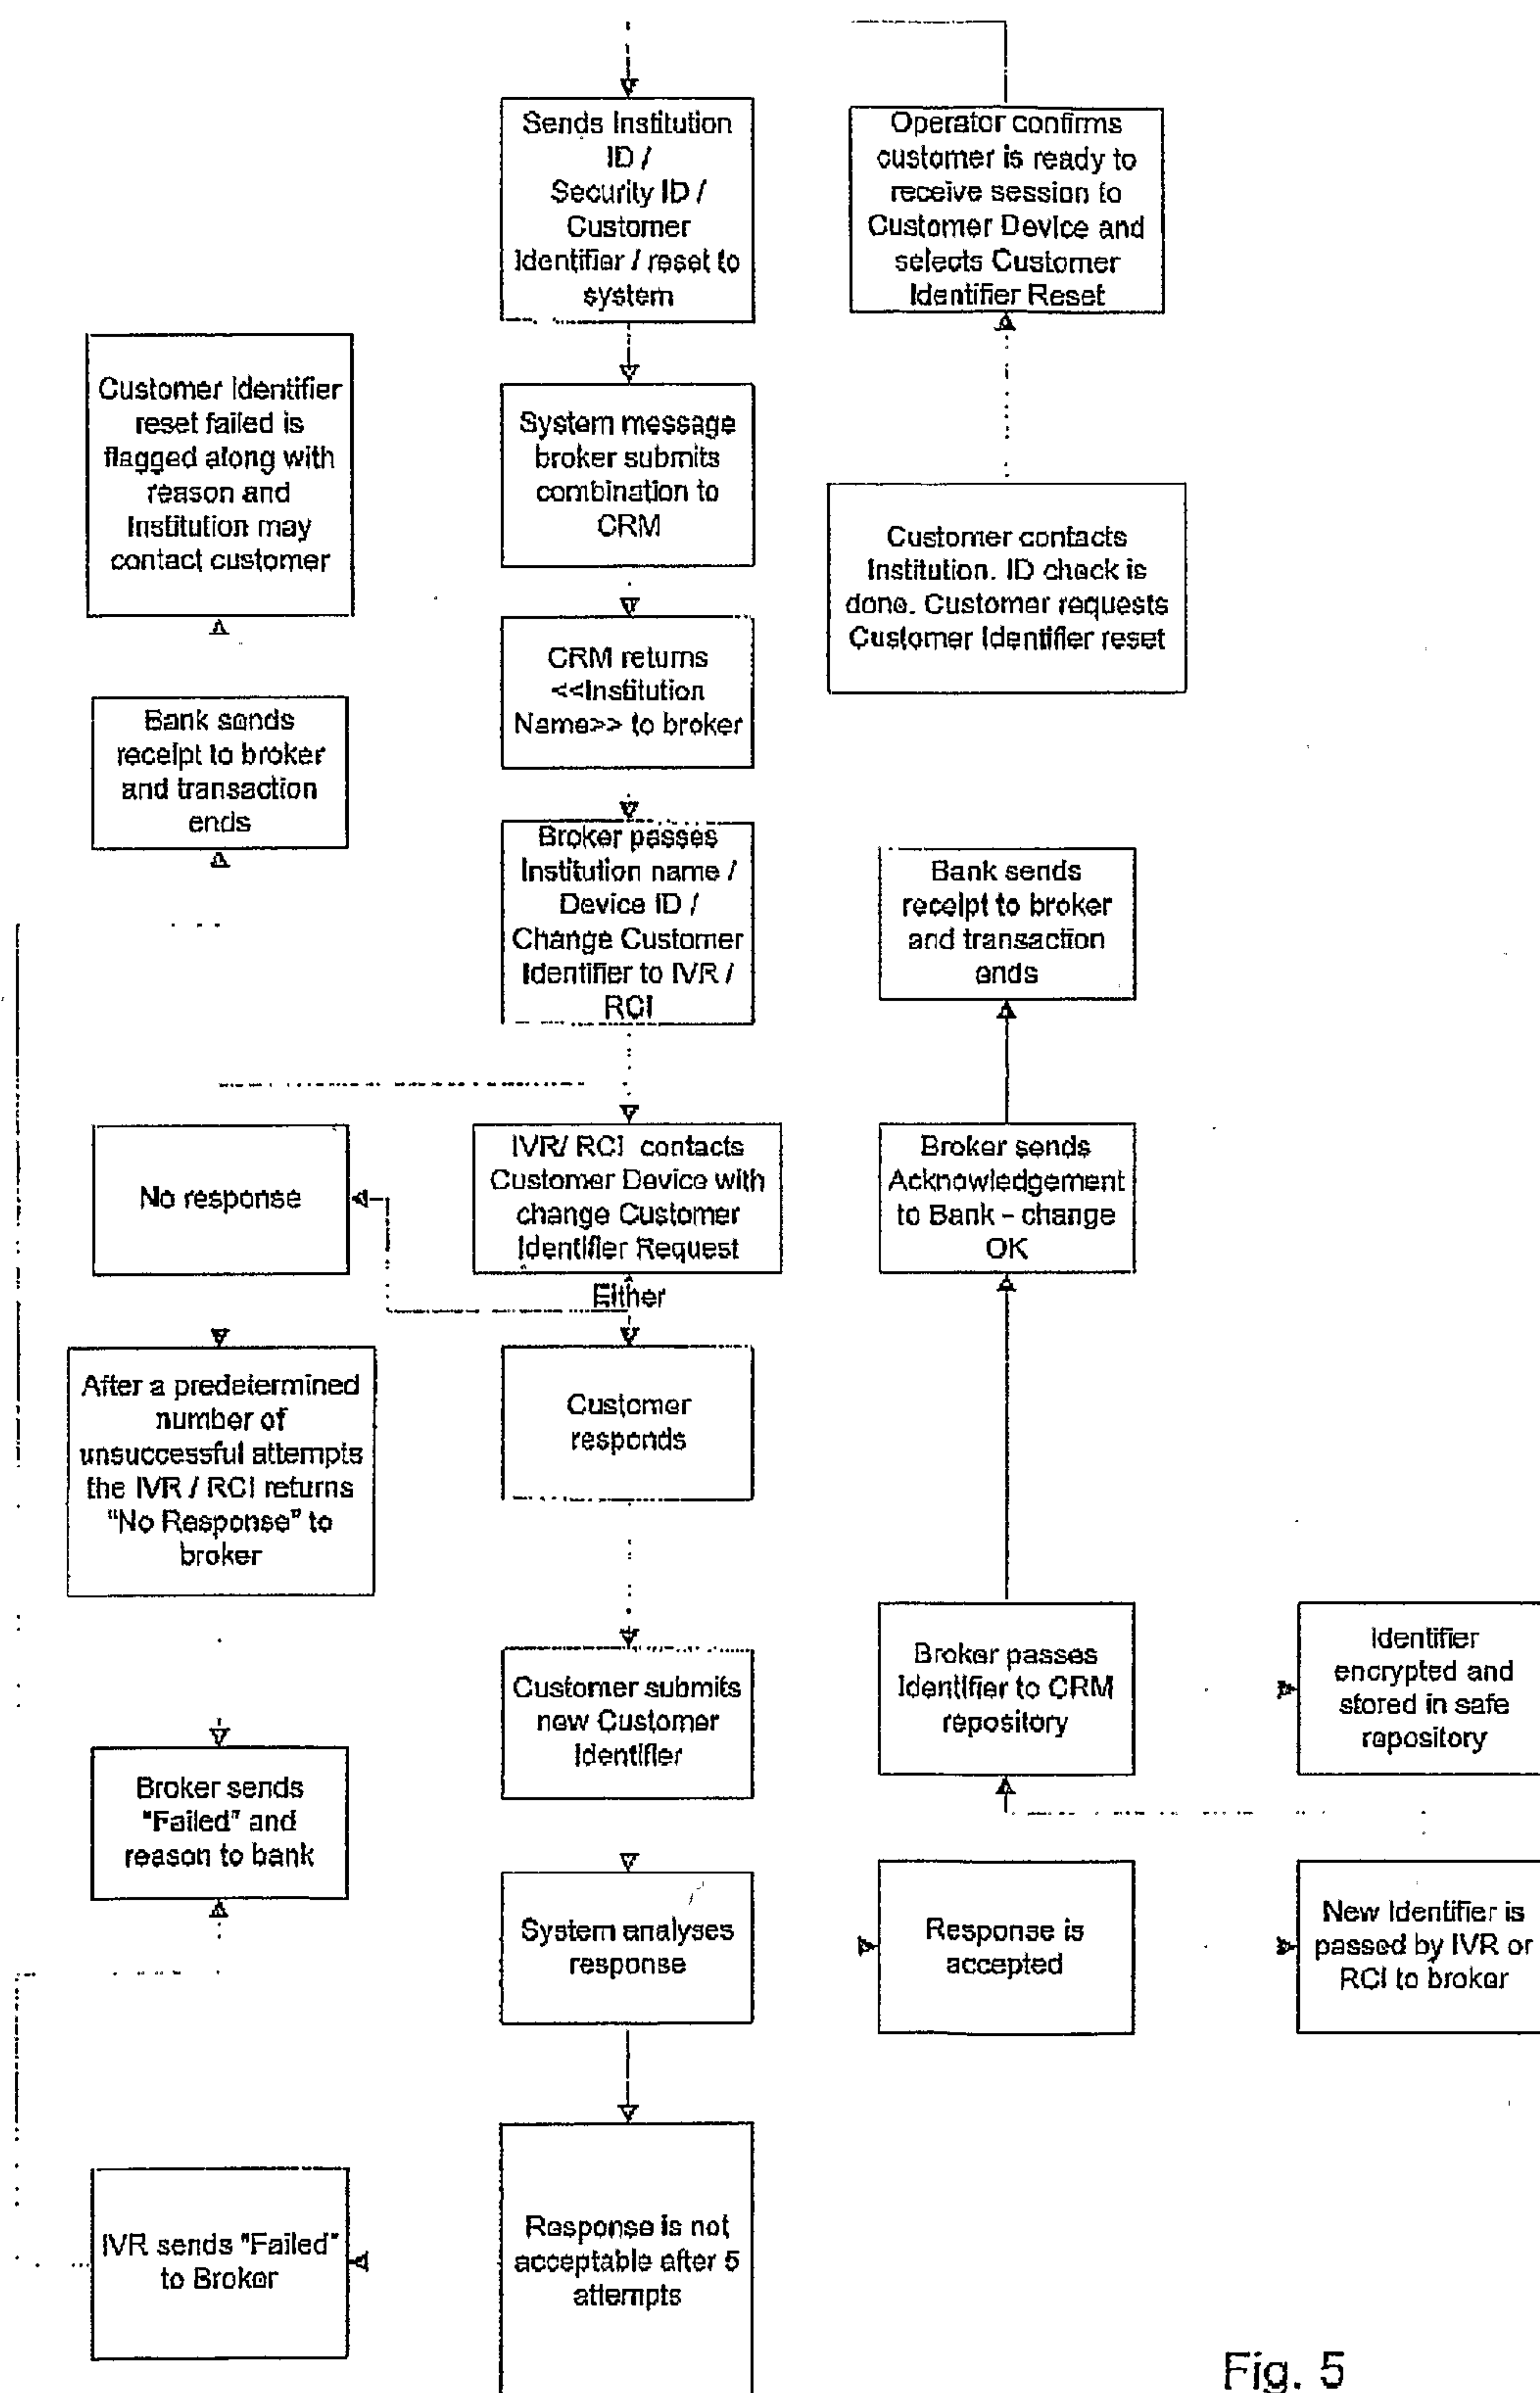 Sends Institution
ID /
Security ID /
Customer
Identifier / reset to
system
Operator confirms
customer is ready to
receive session to
Customer Device and
selects Customer
Identifier Reset
Customer Identifier
reset failed is
flagged along with
reason and
Institution may
contact customer
System message
broker submits
combination to
CRM
Customer contacts
Institution. ID check is
done. Customer requests
Customer Identifier reset
CRM returns
<<Institution
Name>> to broker
Bank sends
receipt to broker
and transaction
ends
Broker passes
Institution name /
Device ID /
Change Customer
Identifier to IVR /
RCI
Bank sends
receipt to broker
and transaction
ends
No response
IVR/ RCI contacts
Customer Device with
change Customer
Identifier Request
Broker sends
Acknowledgement
to Bank – change
OK
Either
After a predetermined
number of
unsuccessful attempts
the IVR / RCI returns
"No Response" to
broker
Customer
responds
Customer submits
new Customer
Identifier
Broker passes
Identifier to CRM
repository
Identifier
encrypted and
stored in safe
repository
Broker sends
"Failed" and
reason to bank
System analyses
response
Response is
accepted
New Identifier is
passed by IVR or
RCI to broker
IVR sends "Failed"
to Broker
Response is not
acceptable after 5
attempts
Fig. 5